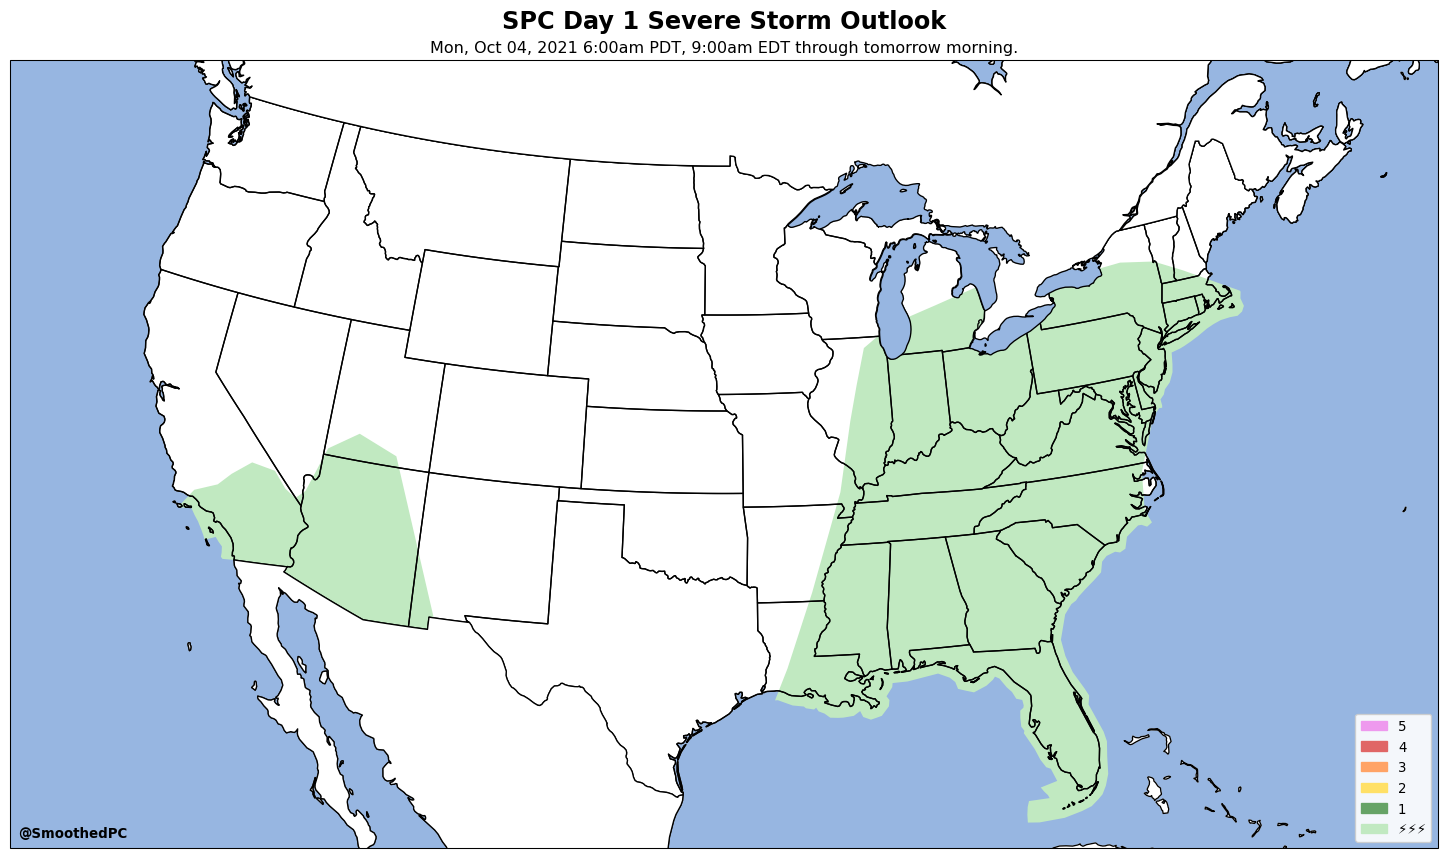 SPC Day 1 Severe Storm Outlook
Mon, Oct 04, 2021 6:00am PDT, 9:00am EDT through tomorrow morning.
5
4
3
2
1
⚡⚡⚡
@SmoothedPC